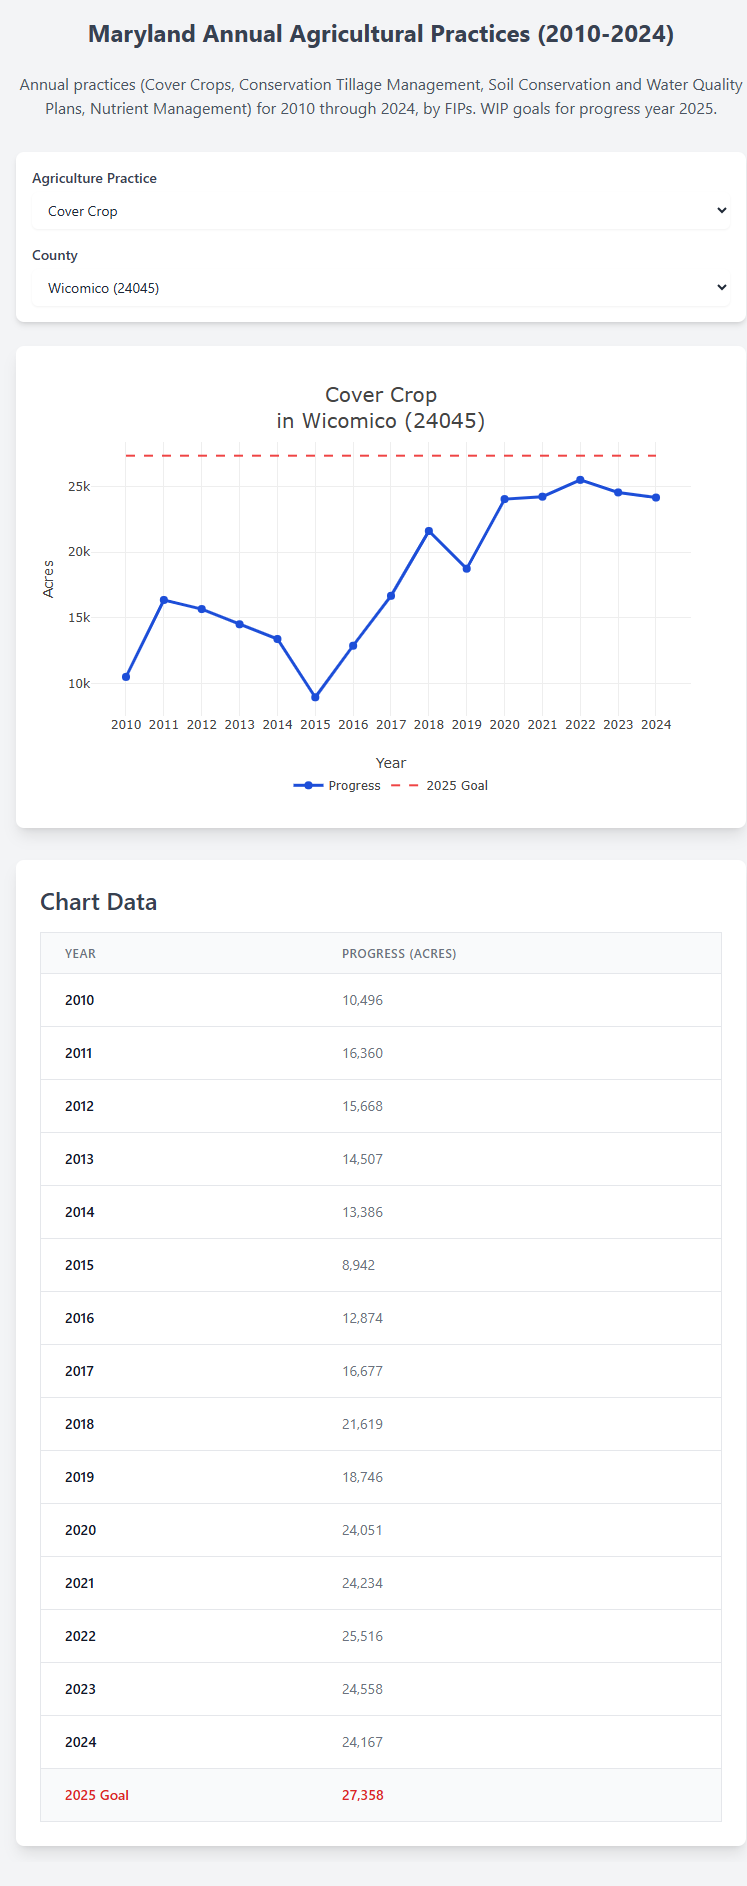 Maryland Annual Agricultural Practices (2010-2024)
Annual practices (Cover Crops, Conservation Tillage Management, Soil Conservation and Water Quality
Plans, Nutrient Management) for 2010 through 2024, by FIPs. WIP goals for progress year 2025.
Agriculture Practice
Cover Crop
County
Wicomico (24045)
Cover Crop
in Wicomico (24045)
25k
20k
15k
10k
Acres
2010 2011 2012 2013 2014 2015 2016 2017 2018 2019 2020 2021 2022 2023 2024
Year
Progress 2025 Goal
Chart Data
YEAR PROGRESS (ACRES)
2010 10,496
2011 16,360
2012 15,668
2013 14,507
2014 13,386
2015 8,942
2016 12,874
2017 16,677
2018 21,619
2019 18,746
2020 24,051
2021 24,234
2022 25,516
2023 24,558
2024 24,167
2025 Goal 27,358